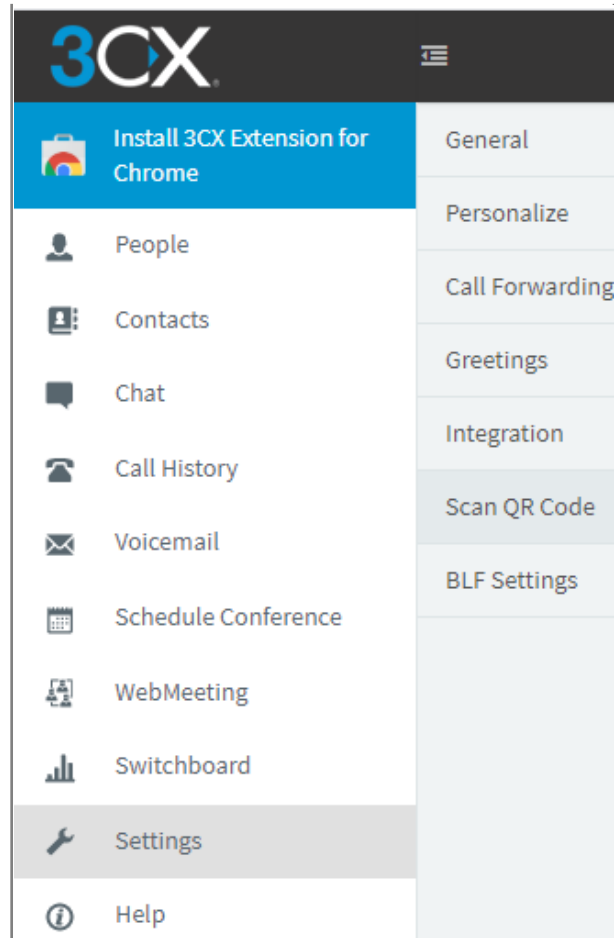 3CX®
Install 3CX Extension for
Chrome
People
Contacts
Chat
Call History
Voicemail
Schedule Conference
WebMeeting
Switchboard
Settings
Help
General
Personalize
Call Forwarding
Greetings
Integration
Scan QR Code
BLF Settings